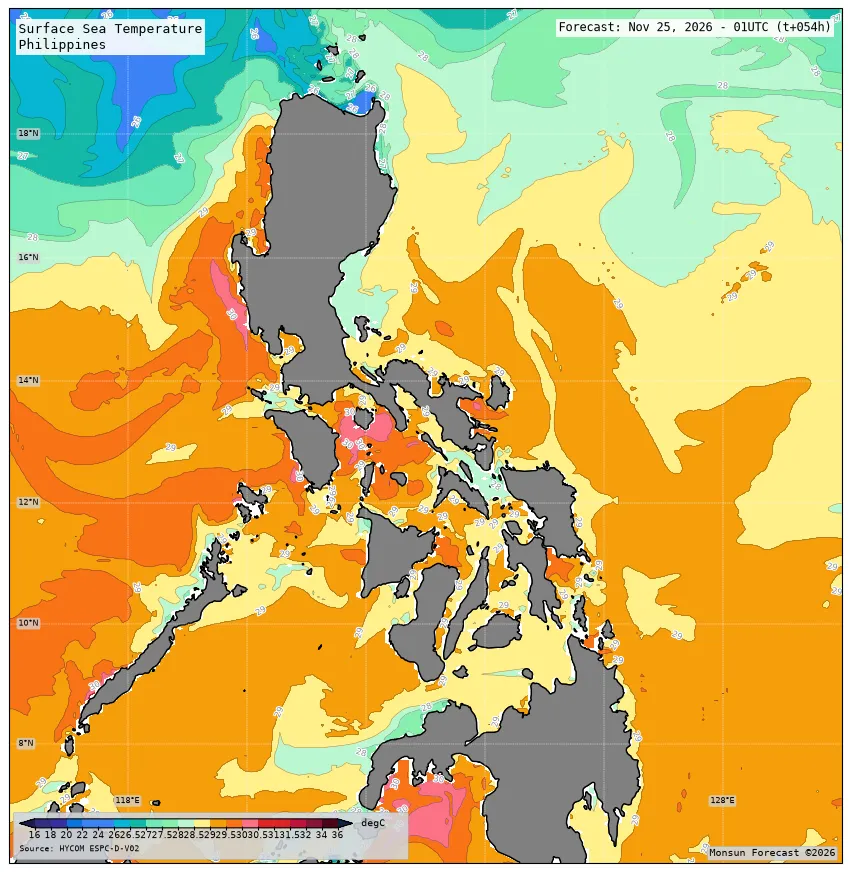 Surface Sea Temperature
Philippines
Forecast: Nov 25, 2026 - 01UTC (t+054h)
18°N
16°N
14°N
12°N
10°N
8°N
118°E
128°E
16 18 20 22 24 26 26.5 27 27.5 28 28.5 29 29.5 30 30.5 31 31.5 32 34 36 degC
Source: HYCOM ESPC-D-V02
Monsun Forecast ©2026